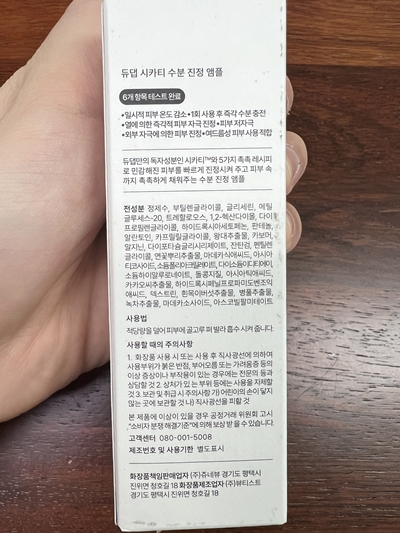 듀댑 시카티 수분 진정 앰플
6개 항목 테스트 완료
•일시적 피부 온도 감소 •1회 사용 후 즉각 수분 충전
•열에 의한 즉각적 피부 자극 진정 •피부 저자극
•외부 자극에 의한 피부 진정 •여드름성 피부 사용 적합
듀댑만의 독자성분인 시카티™와 5가지 촉촉 레시피
로 민감해진 피부를 빠르게 진정시켜 주고 피부 속
까지 촉촉하게 채워주는 수분 진정 앰플
전성분 정제수, 부틸렌글라이콜, 글리세린, 메틸
글루세스-20, 트레할로오스, 1,2-헥산다이올, 다이
프로필렌글라이콜, 하이드록시아세토페논, 판테놀,
알란토인, 카프릴릴글라이콜, 왕대추출물, 카보머,
알지닌, 다이포타슘글리시리제이트, 잔탄검, 펜틸렌
글라이콜, 연꽃뿌리추출물, 마데카식애씨드, 아시아
티코사이드, 소듐폴리아크릴레이트, 다이소듐이디티에이,
소듐하이알루로네이트, 돌콩지질, 아시아틱애씨드,
카카오씨추출물, 하이드록시페닐프로파미도벤조익
애씨드, 덱스트린, 흰목이버섯추출물, 병풀추출물,
녹차추출물, 마데카소사이드, 아스코빌팔미테이트
사용법
적당량을 덜어 피부에 골고루 펴 발라 흡수 시켜 줍니다.
사용할 때의 주의사항
1. 화장품 사용 시 또는 사용 후 직사광선에 의하여
사용부위가 붉은 반점, 부어오름 또는 가려움증 등의
이상 증상이나 부작용이 있는 경우에는 전문의 등과
상담할 것 2. 상처가 있는 부위 등에는 사용을 자제할
것 3. 보관 및 취급 시 주의사항 가) 어린이의 손이 닿지
않는 곳에 보관할 것 나) 직사광선을 피할 것
본 제품에 이상이 있을 경우 공정거래 위원회 고시
,"소비자 분쟁 해결기준"에 의해 보상 받을 수 있습니다.
고객센터 080-001-5008
제조번호 및 사용기한 별도표시
화장품책임판매업자 (주)쥬네뷰 경기도 평택시
진위면 청호길 18 화장품제조업자 (주)뷰티스트
경기도 평택시 진위면 청호길 18